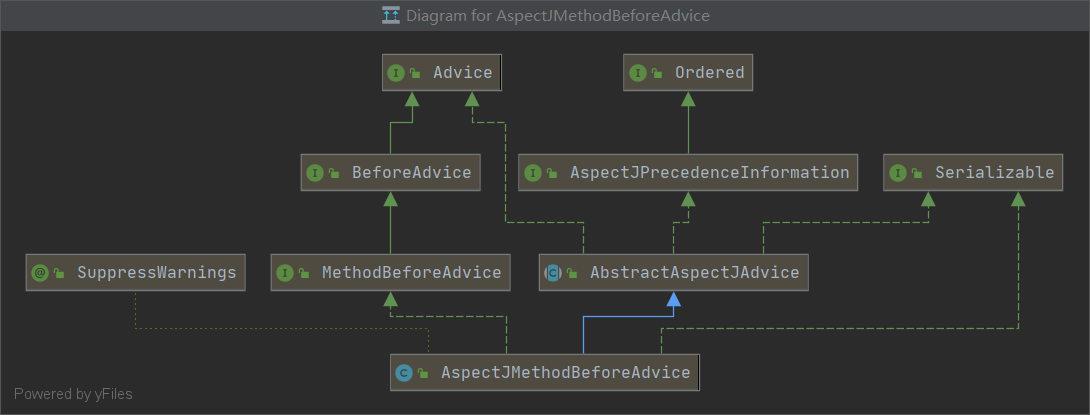 Diagram for AspectJMethodBeforeAdvice
I Advice
I Ordered
I BeforeAdvice
I AspectJPrecedenceInformation
I Serializable
@ SuppressWarnings
I MethodBeforeAdvice
C AbstractAspectJAdvice
C AspectJMethodBeforeAdvice
Powered by yFiles